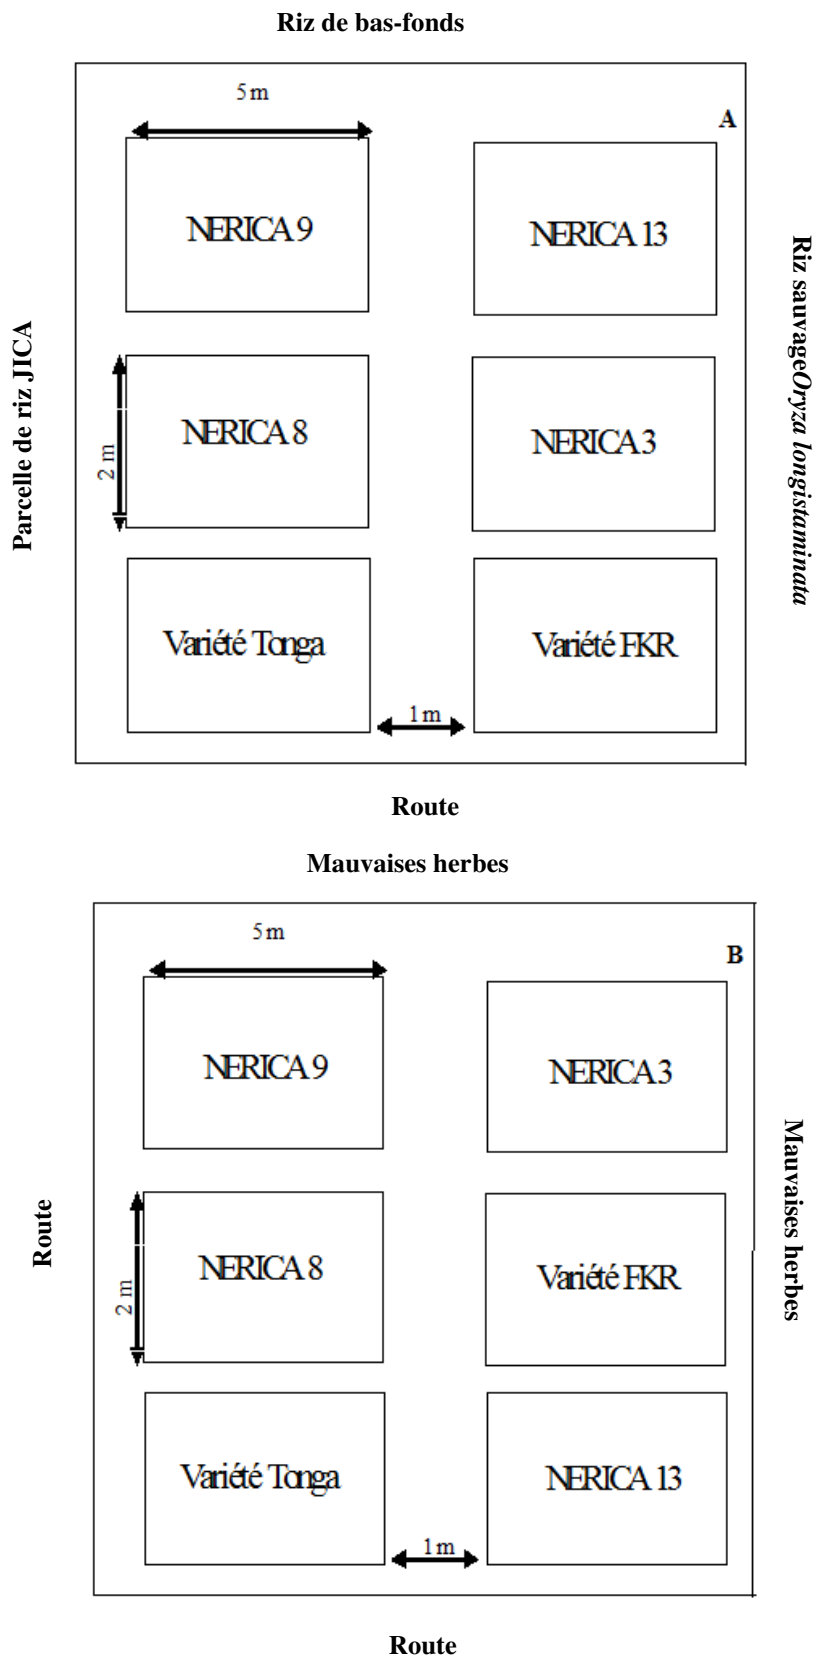 Riz de bas-fonds
5 m
A
NERICA 9
NERICA 13
Parcelle de riz JICA
Riz sauvageOryza longistaminata
2 m
NERICA 8
NERICA 3
Variété Tonga
Variété FKR
1 m
Route
Mauvaises herbes
5 m
B
NERICA 9
NERICA 3
Route
Mauvaises herbes
2 m
NERICA 8
Variété FKR
Variété Tonga
NERICA 13
1 m
Route